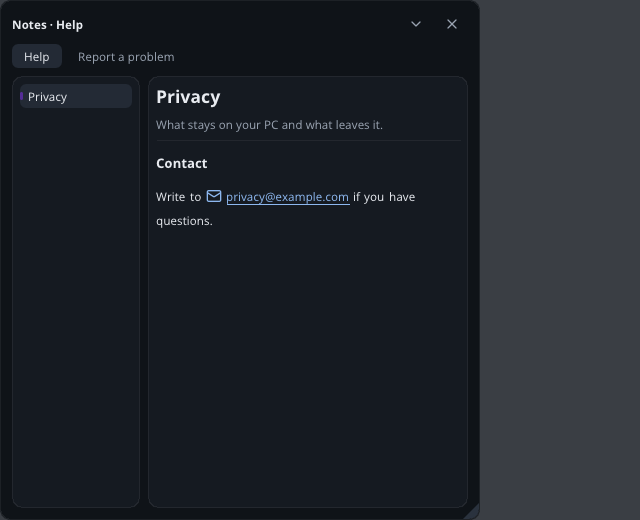 Notes · Help
Help
Report a problem
Privacy
Privacy
What stays on your PC and what leaves it.
Contact
Write to privacy@example.com if you have
questions.